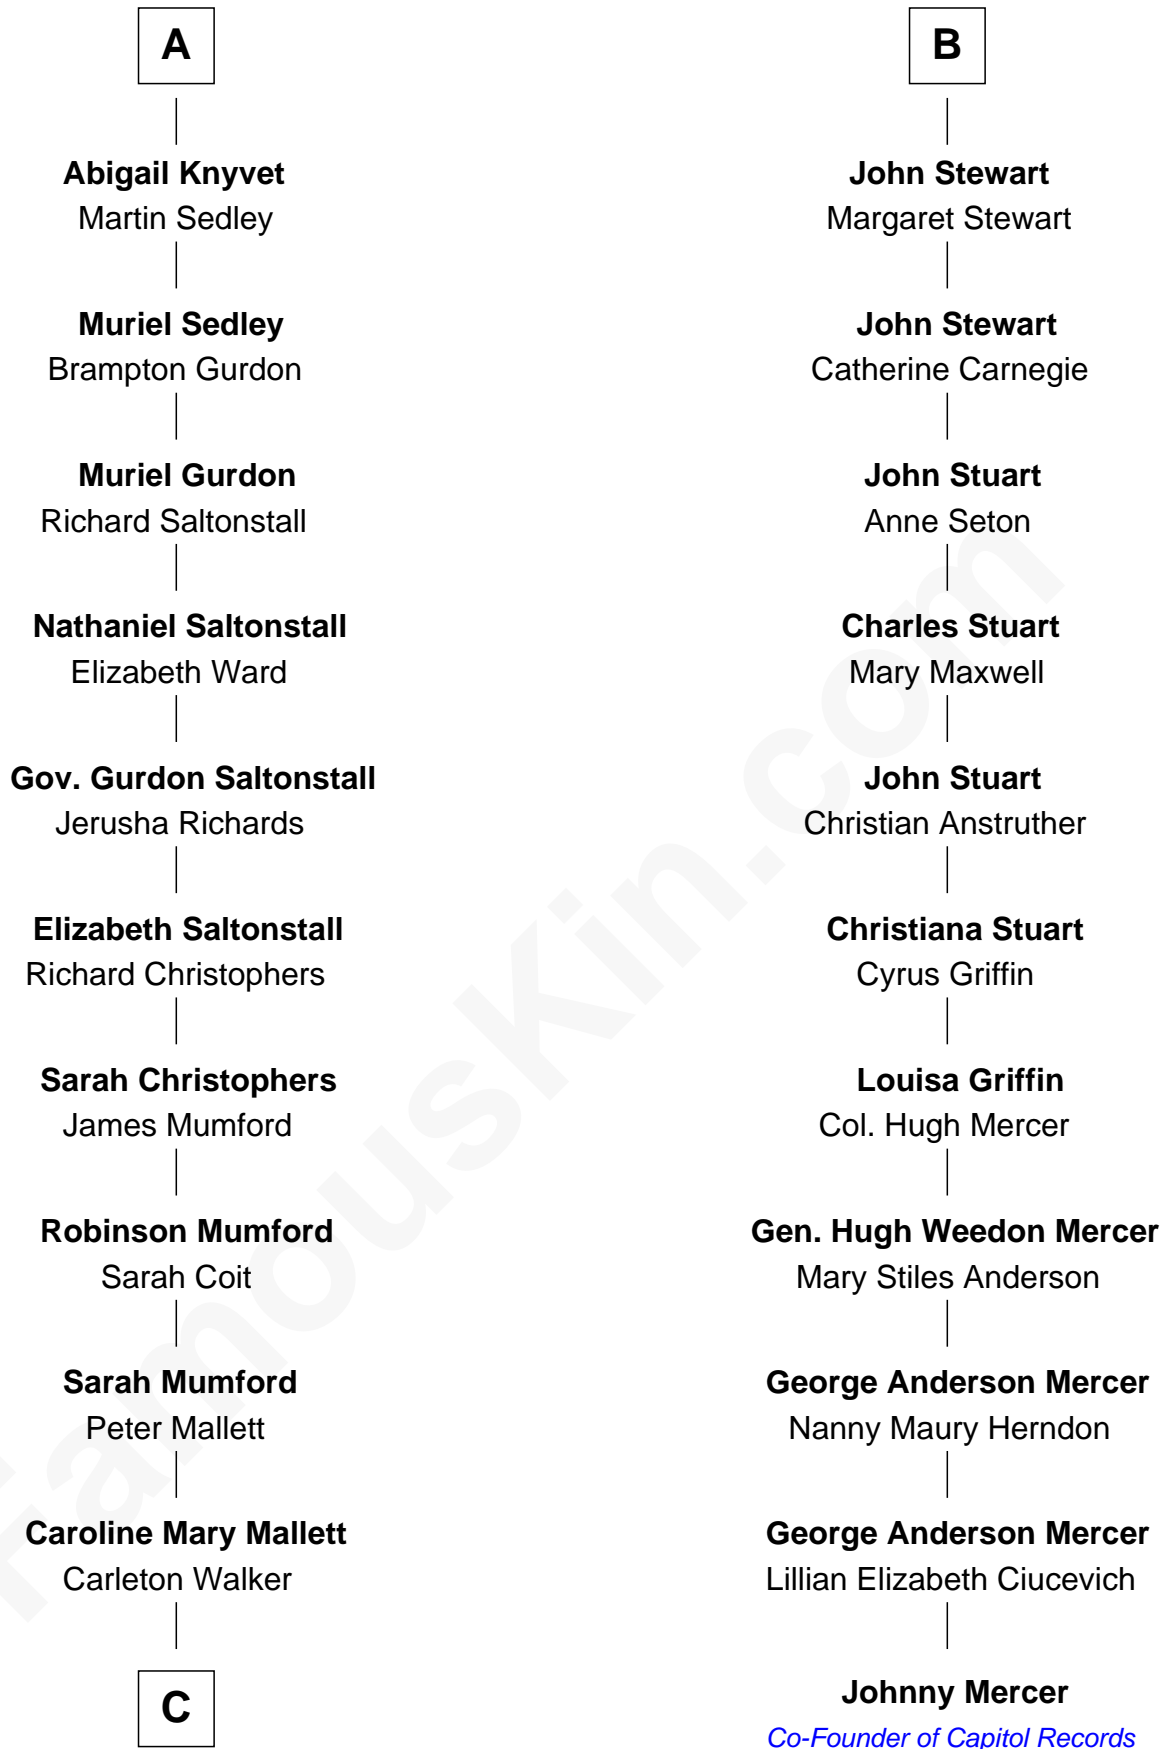 A
Abigail Knyvet
Martin Sedley
Muriel Sedley
Brampton Gurdon
Muriel Gurdon
Richard Saltonstall
Nathaniel Saltonstall
Elizabeth Ward
Gov. Gurdon Saltonstall
Jerusha Richards
Elizabeth Saltonstall
Richard Christophers
Sarah Christophers
James Mumford
Robinson Mumford
Sarah Coit
Sarah Mumford
Peter Mallett
Caroline Mary Mallett
Carleton Walker
C
B
John Stewart
Margaret Stewart
John Stewart
Catherine Carnegie
John Stuart
Anne Seton
Charles Stuart
Mary Maxwell
John Stuart
Christian Anstruther
Christiana Stuart
Cyrus Griffin
Louisa Griffin
Col. Hugh Mercer
Gen. Hugh Weedon Mercer
Mary Stiles Anderson
George Anderson Mercer
Nanny Maury Herndon
George Anderson Mercer
Lillian Elizabeth Ciucevich
Johnny Mercer
Co-Founder of Capitol Records
FamousKin.com